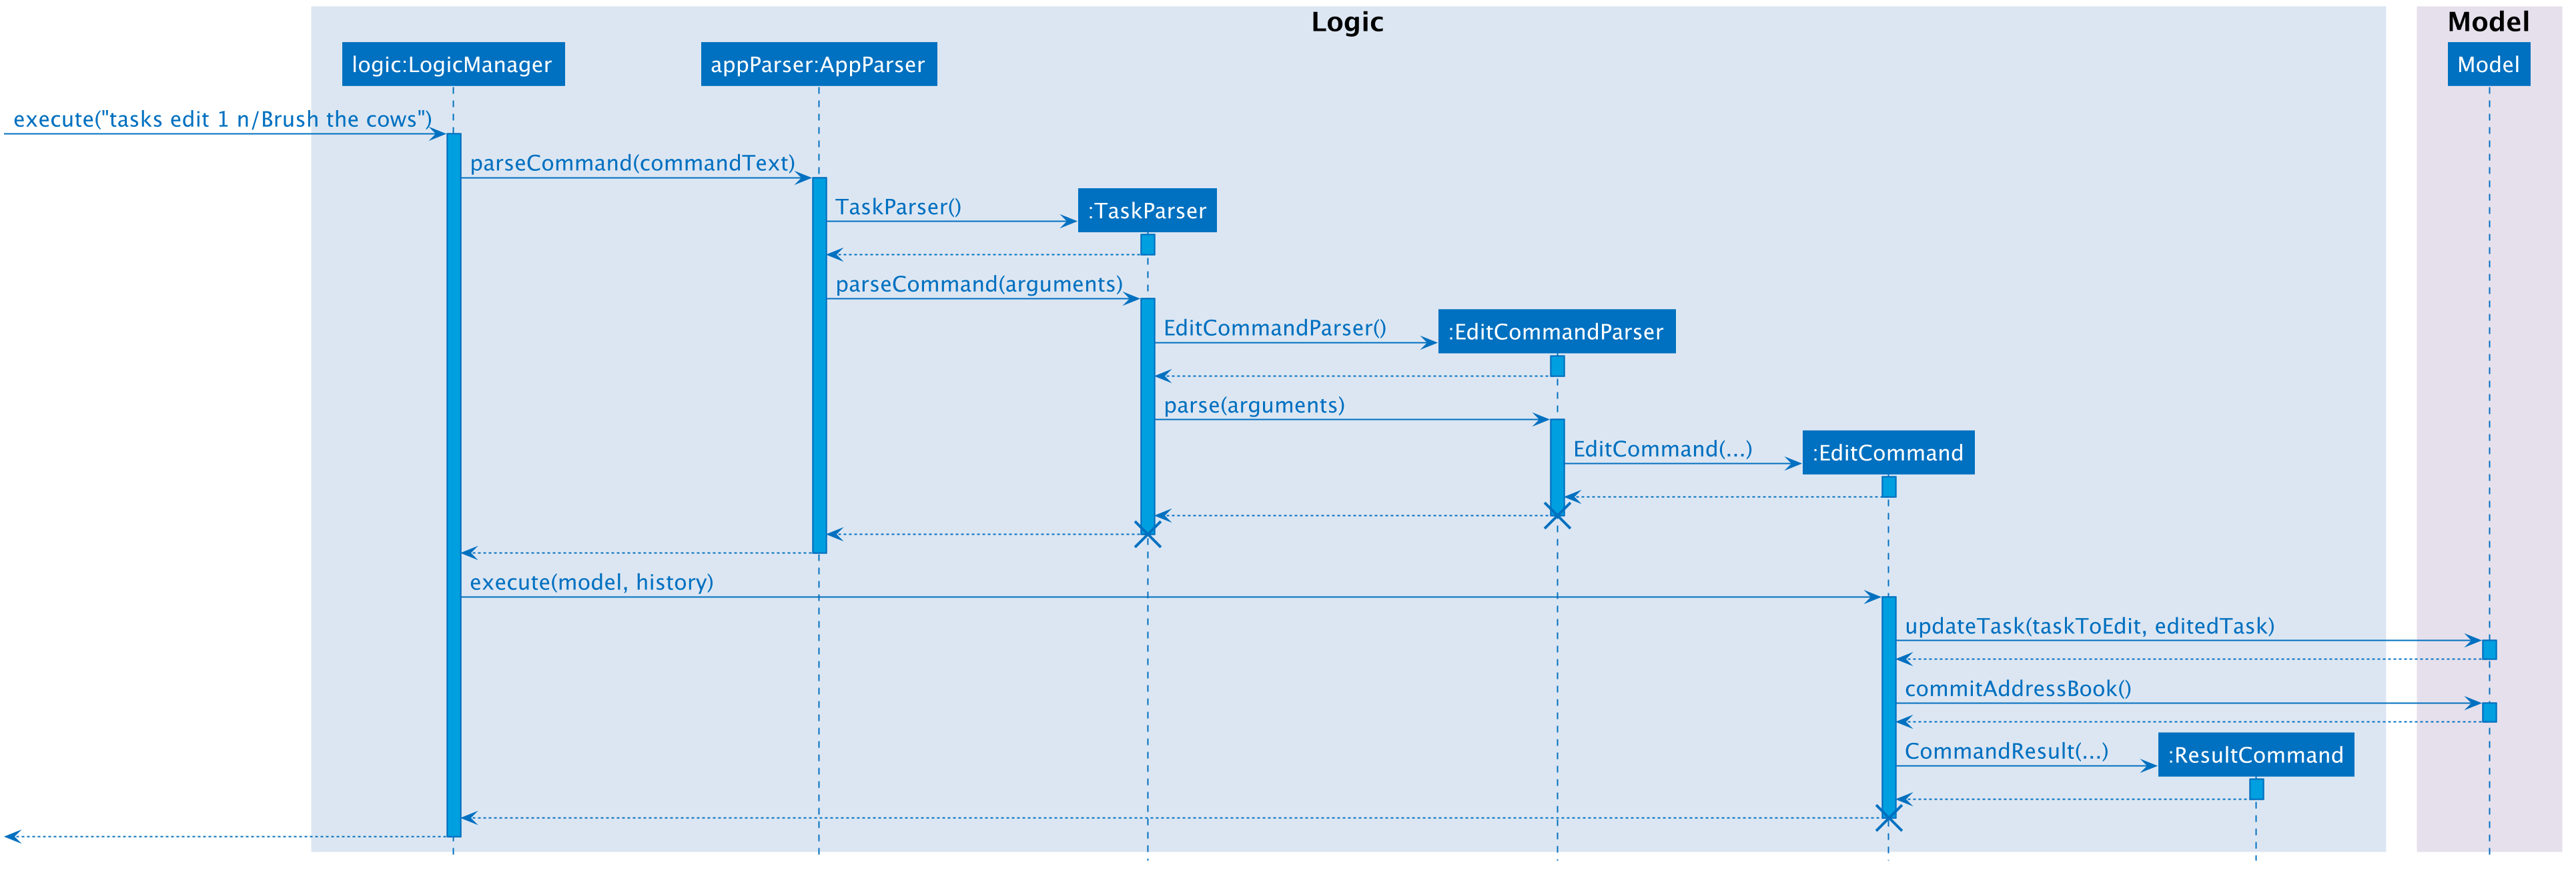 Logic
Model
logic:LogicManager
appParser:AppParser
Model
execute("tasks edit 1 n/Brush the cows")
parseCommand(commandText)
TaskParser()
:TaskParser
parseCommand(arguments)
EditCommandParser()
:EditCommandParser
parse(arguments)
EditCommand(...)
:EditCommand
execute(model, history)
updateTask(taskToEdit, editedTask)
commitAddressBook()
CommandResult(...)
:ResultCommand